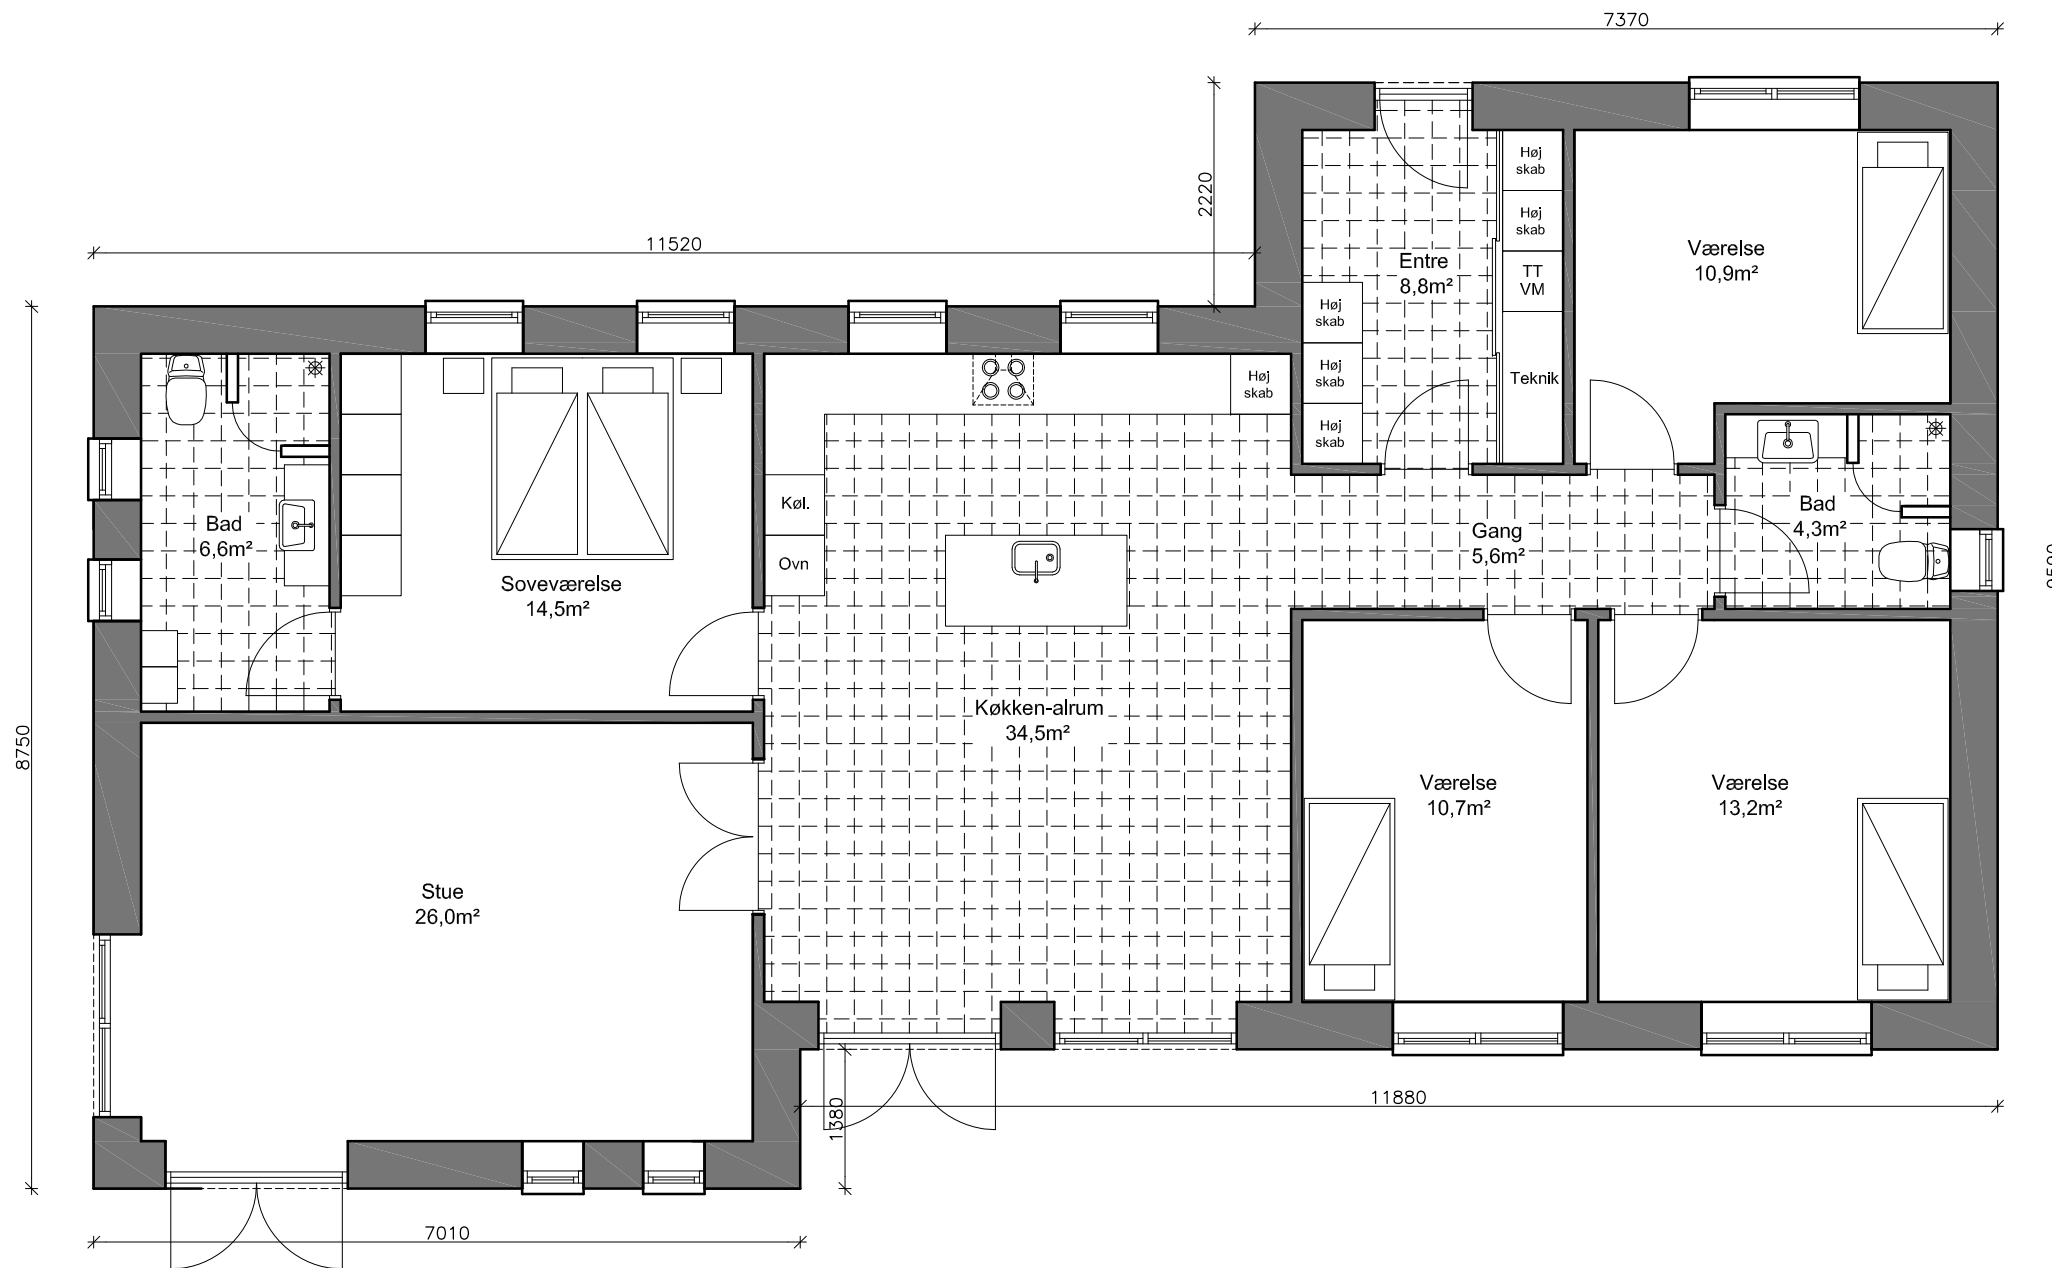 7370
2220
11520
Høj
skab
Høj
skab
TT
VM
Teknik
Entre
8,8m²
Høj
skab
Høj
skab
Høj
skab
Værelse
10,9m²
Høj
skab
Køl.
Ovn
Bad
6,6m²
Soveværelse
14,5m²
Gang
5,6m²
Bad
4,3m²
Køkken-alrum
34,5m²
8750
Værelse
10,7m²
Værelse
13,2m²
Stue
26,0m²
11880
1380
7010